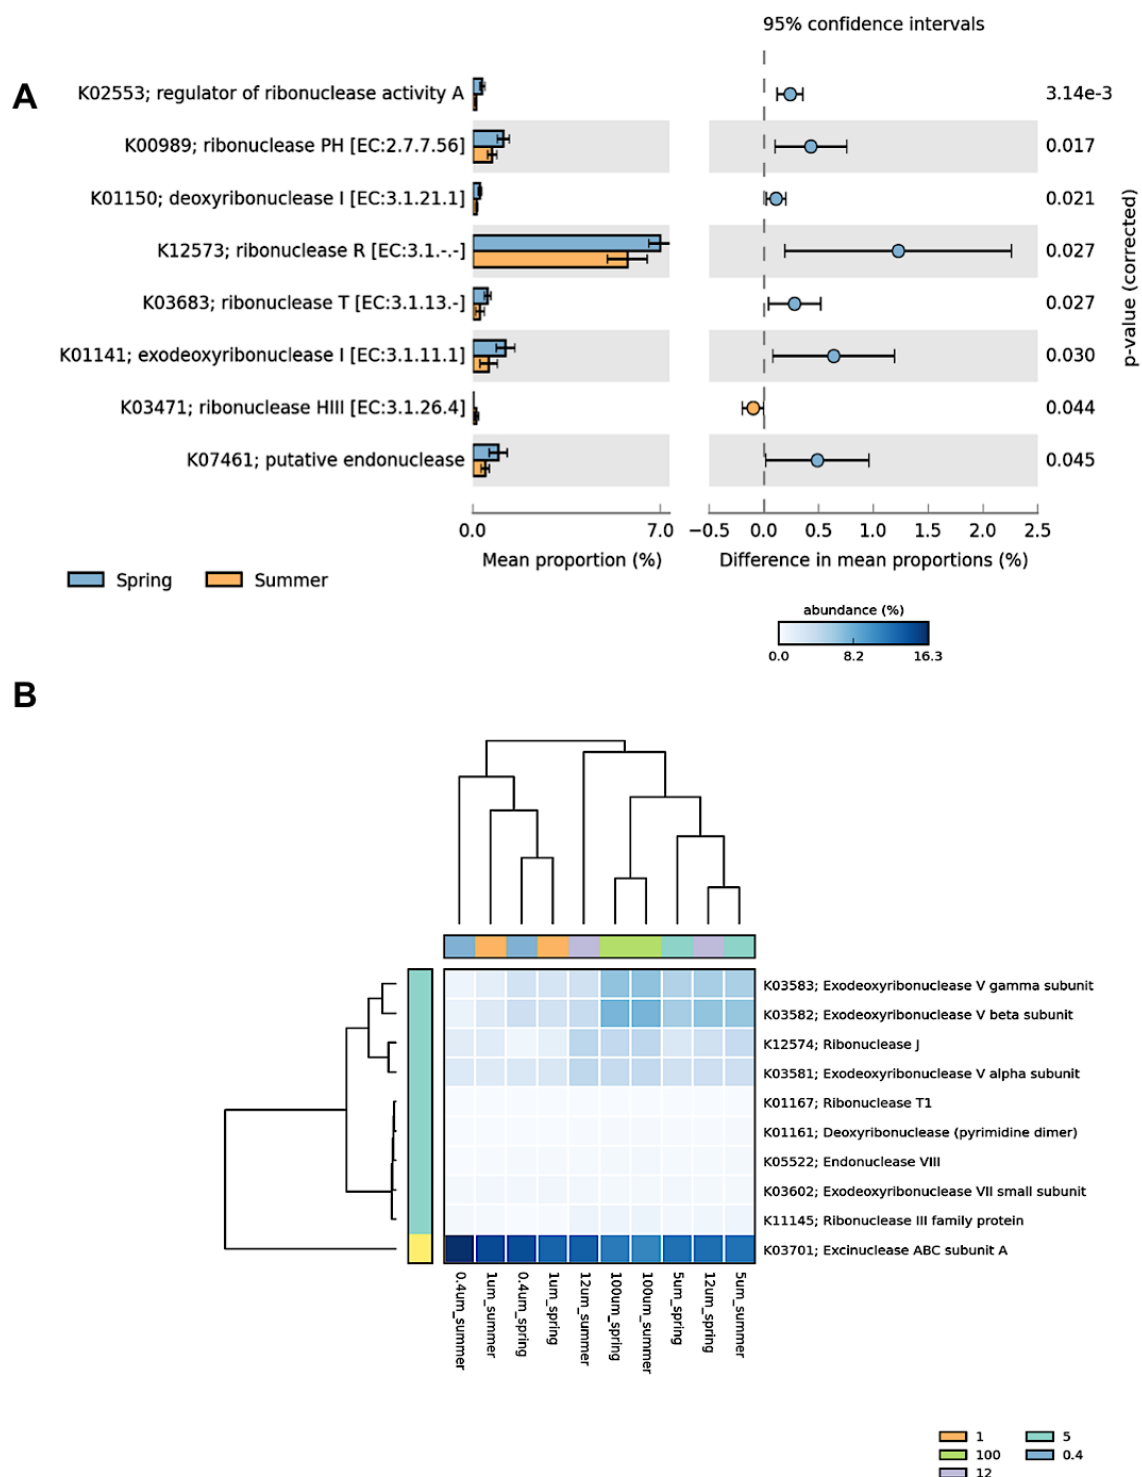 95% confidence intervals
A
K02553; regulator of ribonuclease activity A
3.14e-3
K00989; ribonuclease PH [EC:2.7.7.56]
0.017
K01150; deoxyribonuclease I [EC:3.1.21.1]
0.021
K12573; ribonuclease R [EC:3.1.-.-]
0.027
K03683; ribonuclease T [EC:3.1.13.-]
0.027
K01141; exodeoxyribonuclease I [EC:3.1.11.1]
0.030
K03471; ribonuclease HIII [EC:3.1.26.4]
0.044
K07461; putative endonuclease
0.045
p-value (corrected)
0.0 7.0
−0.5 0.0 0.5 1.0 1.5 2.0 2.5
Mean proportion (%)
Difference in mean proportions (%)
Spring Summer
abundance (%)
0.0 8.2 16.3
B
K03583; Exodeoxyribonuclease V gamma subunit
K03582; Exodeoxyribonuclease V beta subunit
K12574; Ribonuclease J
K03581; Exodeoxyribonuclease V alpha subunit
K01167; Ribonuclease T1
K01161; Deoxyribonuclease (pyrimidine dimer)
K05522; Endonuclease VIII
K03602; Exodeoxyribonuclease VII small subunit
K11145; Ribonuclease III family protein
K03701; Excinuclease ABC subunit A
0.4um_summer
1um_summer
0.4um_spring
1um_spring
12um_summer
100um_spring
100um_summer
5um_spring
12um_spring
5um_summer
1 5
100 0.4
12